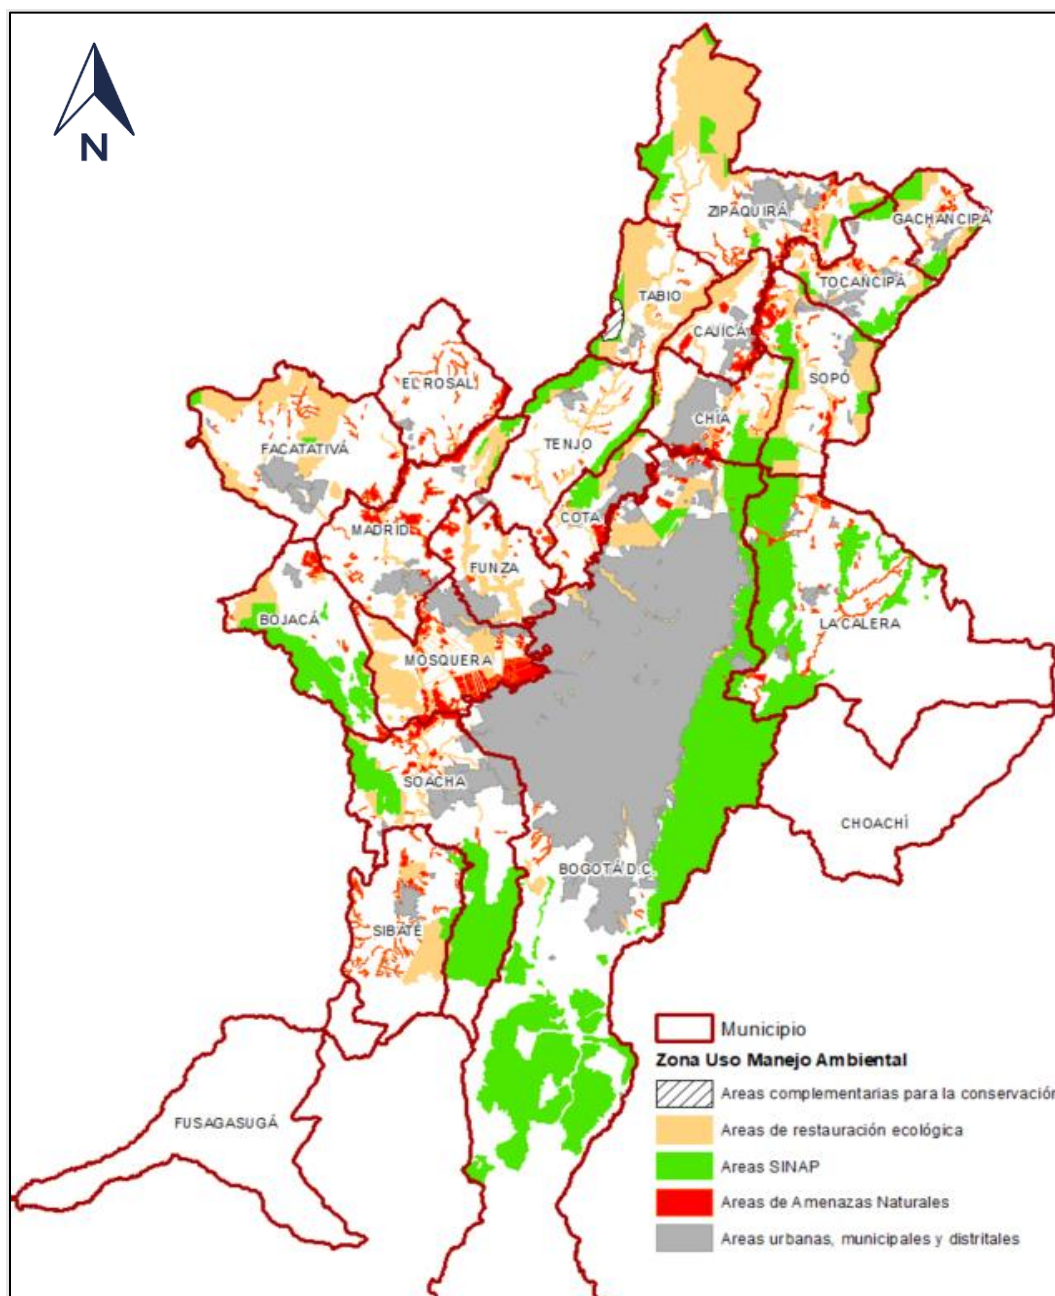 N
ZIPAQUIRÁ
GACHANCIPÁ
TOCANCIPA
TABIO
CAJICÁ
SOPÓ
EL ROSAL
CHÍA
TENJO
FACATATIVÁ
COTA
MADRID
FUNZA
BOJACÁ
LA CALERA
MOSQUERA
SOACHA
CHOACHÍ
BOGOTÁ D.C.
SIBATÉ
FUSAGASUGÁ
Municipio
Zona Uso Manejo Ambiental
Areas complementarias para la conservación
Areas de restauración ecológica
Areas SINAP
Areas de Amenazas Naturales
Areas urbanas, municipales y distritales